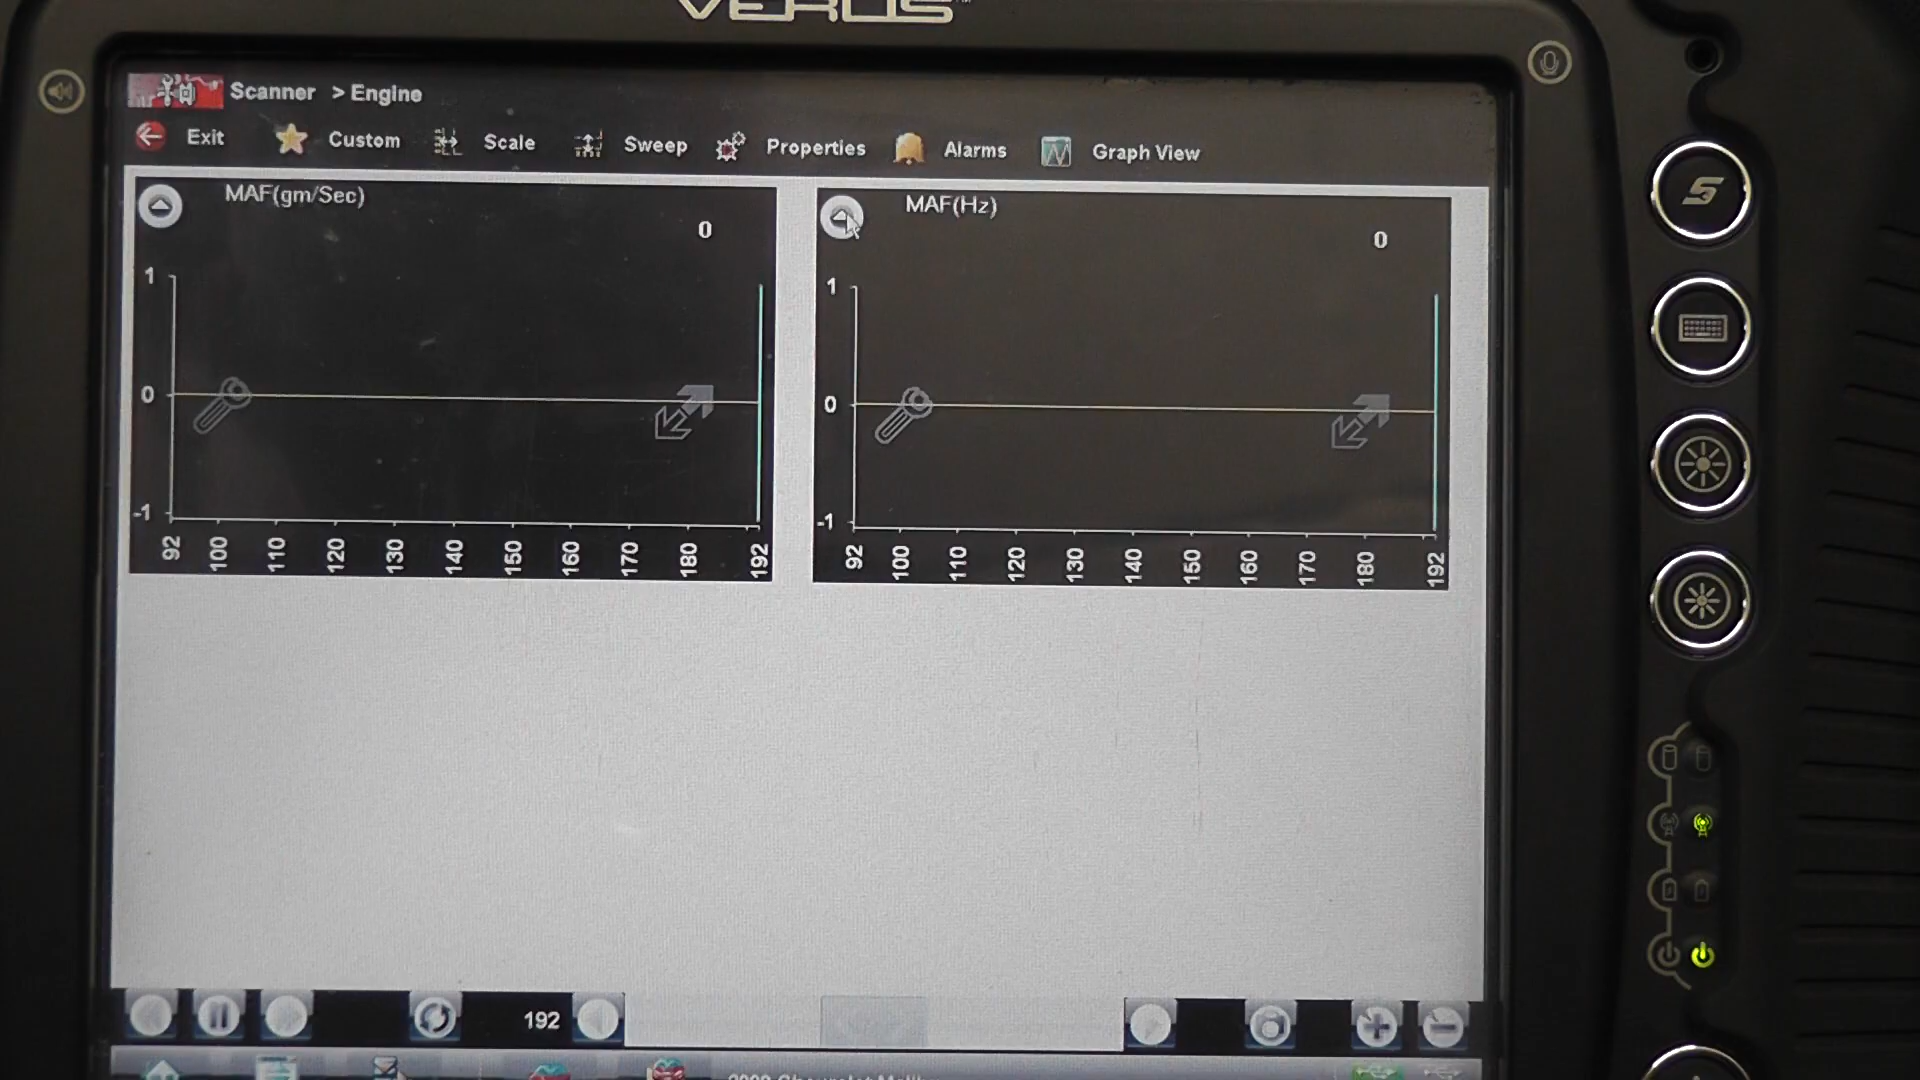 VERUS
Scanner > Engine
Exit Custom Scale Sweep Properties Alarms Graph View
MAF(gm/Sec)
0
1
0
-1
92 100 110 120 130 140 150 160 170 180 192
MAF(Hz)
0
1
0
-1
92 100 110 120 130 140 150 160 170 180 192
192